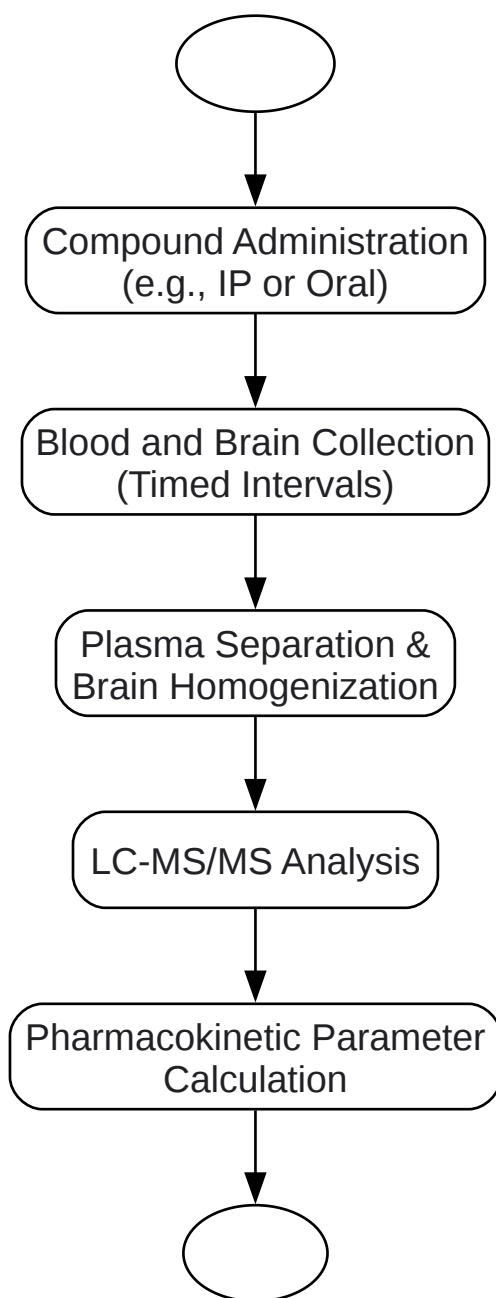 Compound Administration
(e.g., IP or Oral)
Blood and Brain Collection
(Timed Intervals)
Plasma Separation &
Brain Homogenization
LC-MS/MS Analysis
Pharmacokinetic Parameter
Calculation